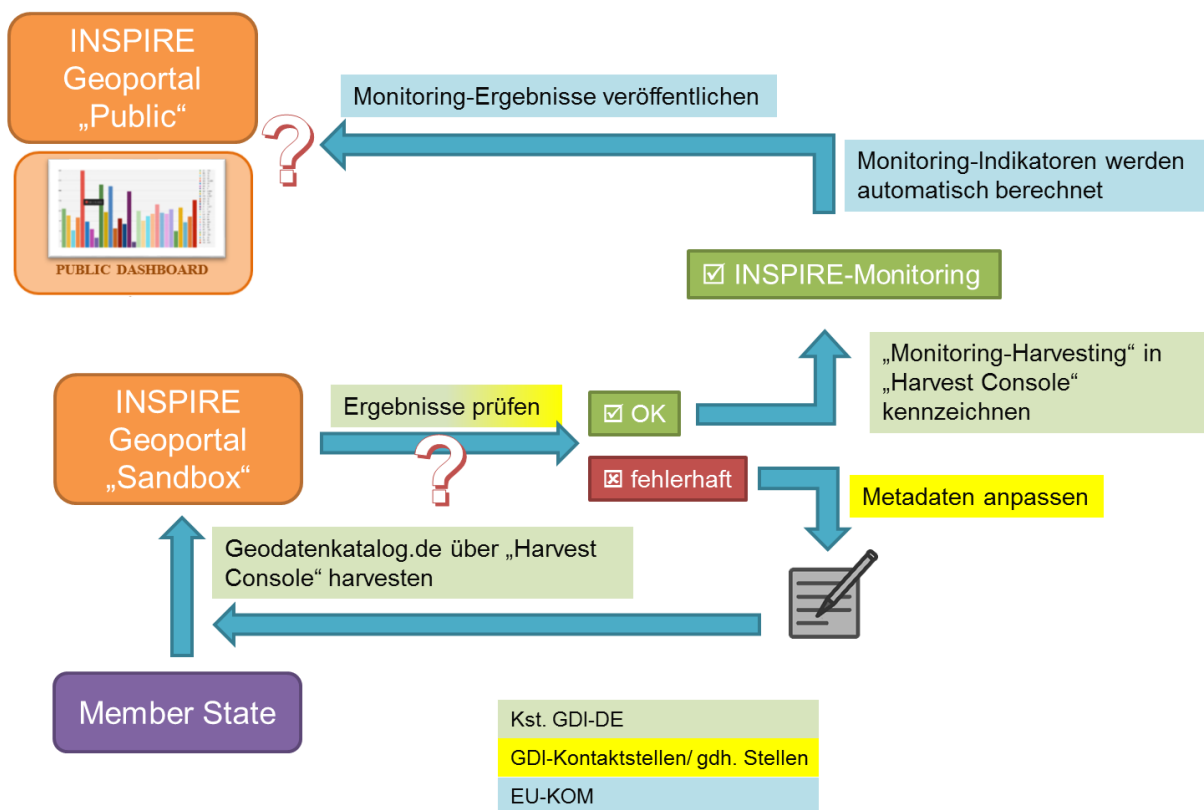 INSPIRE
Geoportal
„Public“
PUBLIC DASHBOARD
Monitoring-Ergebnisse veröffentlichen
Monitoring-Indikatoren werden
automatisch berechnet
☑ INSPIRE-Monitoring
„Monitoring-Harvesting“ in
„Harvest Console“
kennzeichnen
INSPIRE
Geoportal
„Sandbox“
Ergebnisse prüfen
?
?
☑ OK
☒ fehlerhaft
Metadaten anpassen
Geodatenkatalog.de über „Harvest
Console“ harvesten
Member State
Kst. GDI-DE
GDI-Kontaktstellen/ gdh. Stellen
EU-KOM